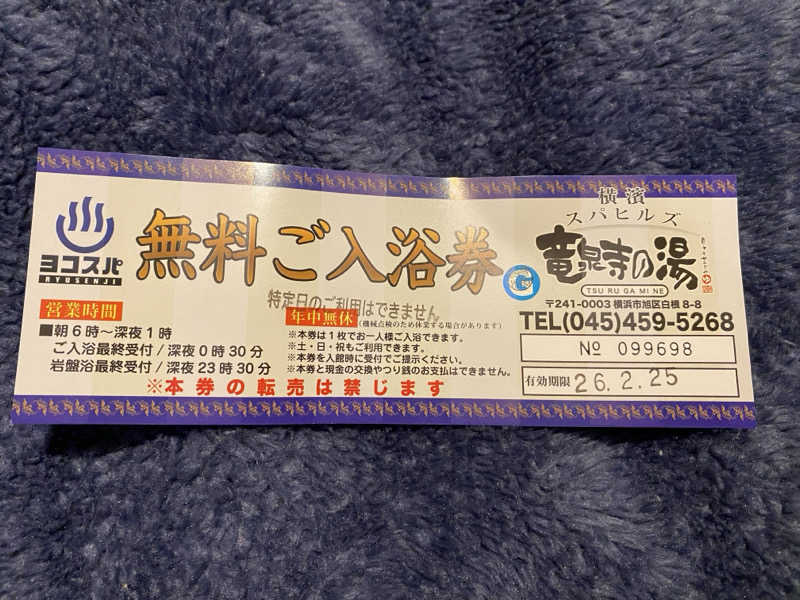 ヨコスパ
RYUSENJI
無料ご入浴券
特定日のご利用はできません
営業時間
■朝6時〜深夜1時
ご入浴最終受付/深夜0時30分
岩盤浴最終受付/深夜23時30分
年中無休(機械点検のため休業する場合があります)
※本券は1枚でお一人様ご入浴できます。
※土・日・祝もご利用できます。
※本券を入館時に受付でご提示ください。
※本券と現金の交換やつり銭のお支払はできません。
※本券の転売は禁じます
横濱
スパヒルズ
竜泉寺の湯
TSURUGAMINE
〒241-0003 横浜市旭区白根 8-8
TEL(045)459-5268
№ 099698
有効期限 26.2.25